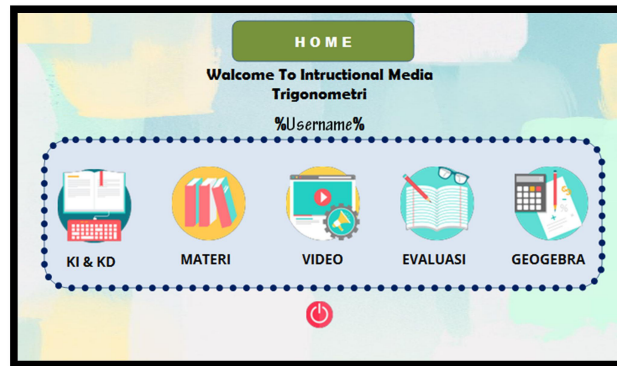 HOME
Walcome To Intructional Media
Trigonometri
%Username%
KI & KD
MATERI
VIDEO
EVALUASI
GEOGEBRA